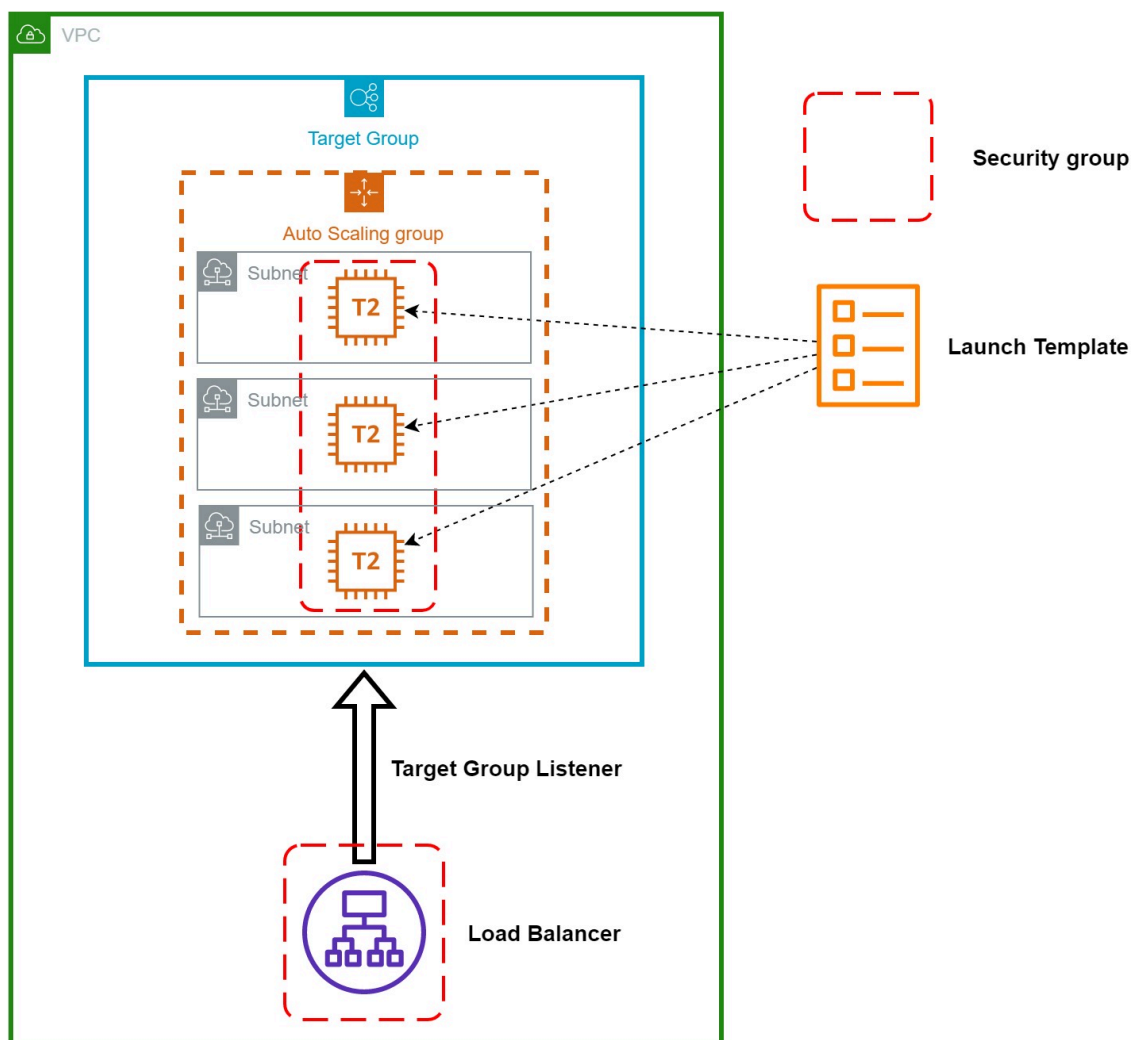 VPC
Target Group
Security group
Auto Scaling group
Subnet
T2
Launch Template
Subnet
T2
Subnet
T2
Target Group Listener
Load Balancer